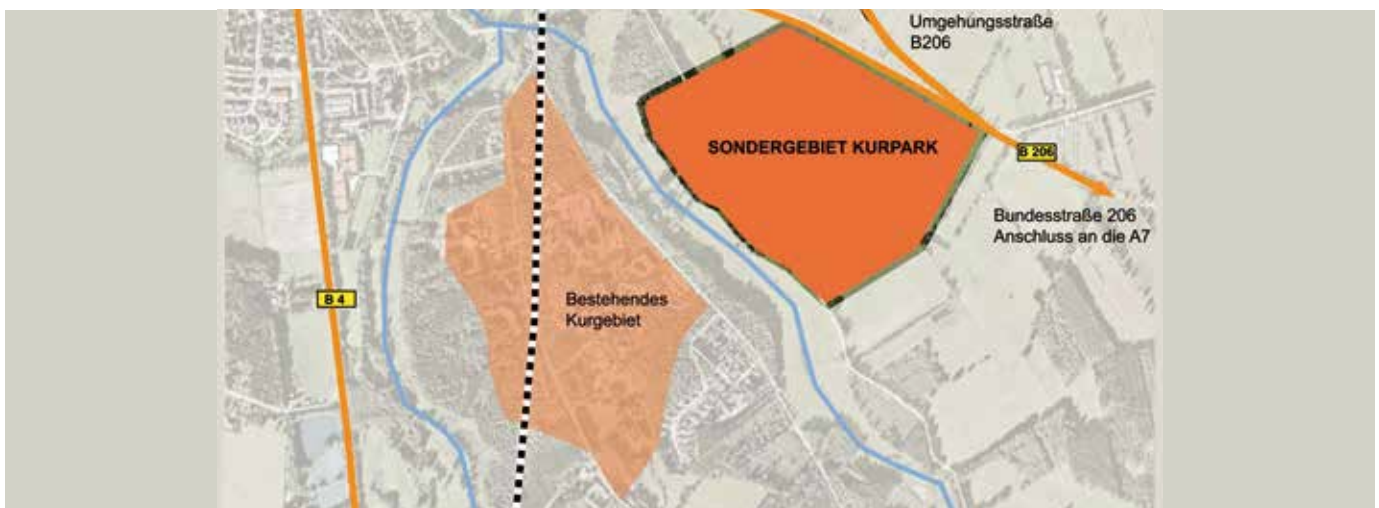 Umgehungsstraße
B206
SONDERGEBIET KURPARK
B 206
Bundesstraße 206
Anschluss an die A7
B 4
Bestehendes
Kurgebiet